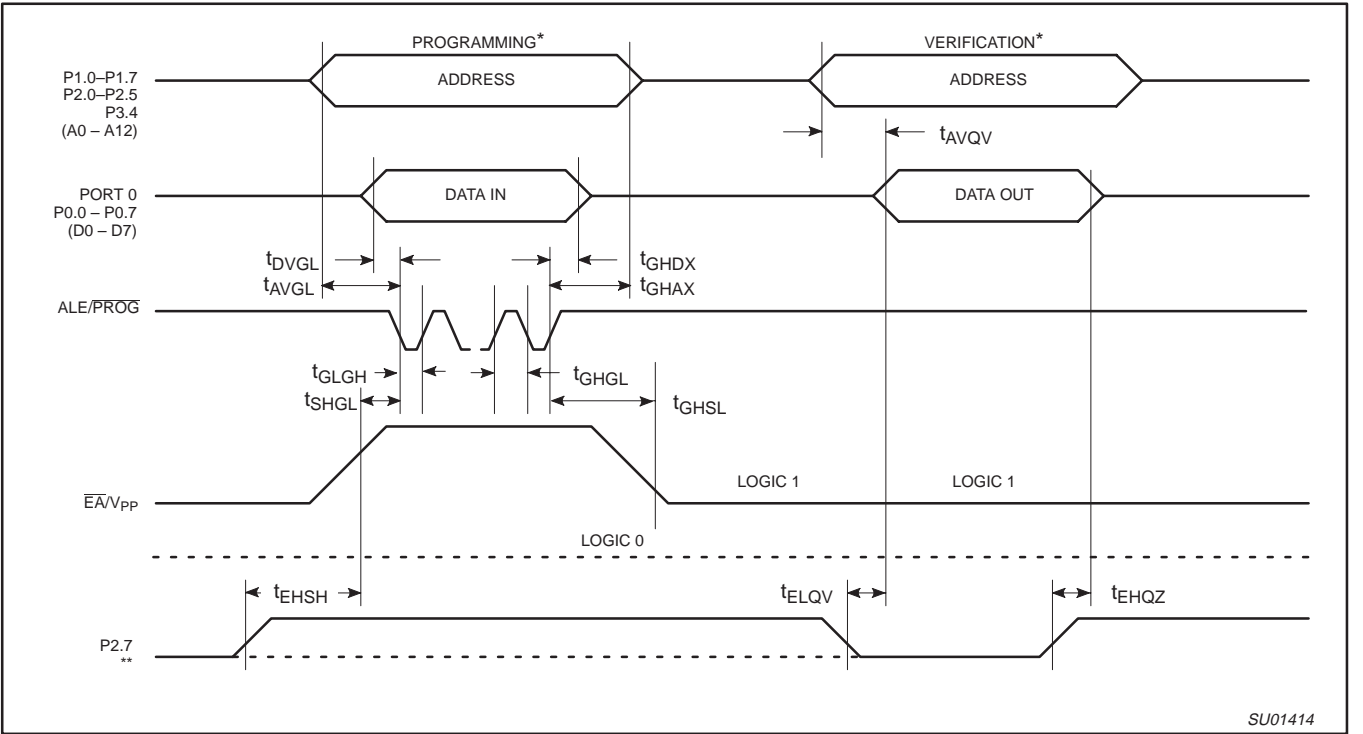 PROGRAMMING*
VERIFICATION*
P1.0–P1.7
P2.0–P2.5
P3.4
(A0 – A12)
ADDRESS
ADDRESS
tAVQV
PORT 0
P0.0 – P0.7
(D0 – D7)
DATA IN
DATA OUT
tDVGL
tGHDX
tAVGL
tGHAX
ALE/PROG
tGLGH
tGHGL
tSHGL
tGHSL
LOGIC 1
LOGIC 1
EA/VPP
LOGIC 0
tEHSH
tELQV
tEHQZ
P2.7
**
SU01414